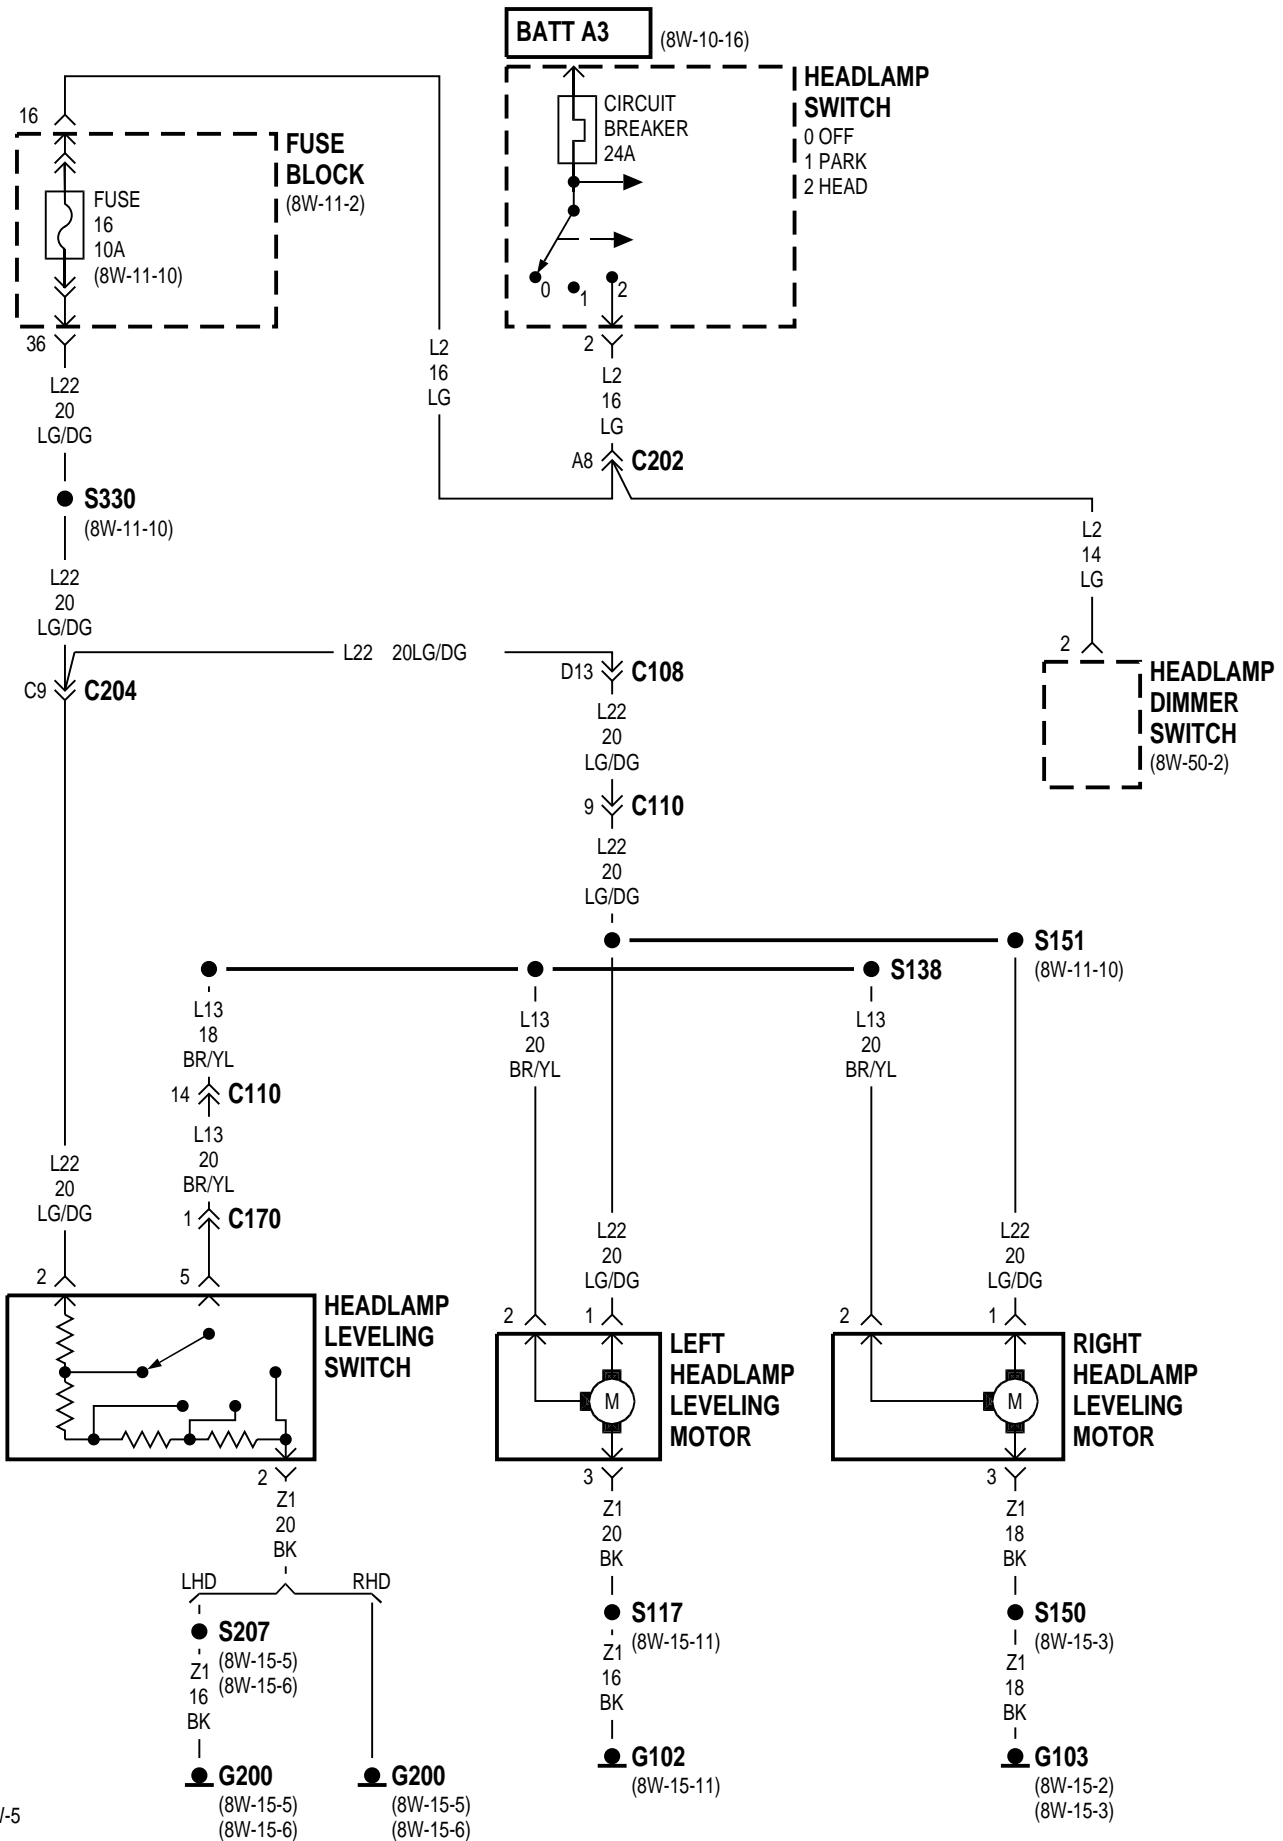 BATT A3
(8W-10-16)
HEADLAMP
SWITCH
0 OFF
1 PARK
2 HEAD
CIRCUIT
BREAKER
24A
0
1
2
2
16
FUSE
BLOCK
(8W-11-2)
FUSE
16
10A
(8W-11-10)
36
L22
20
LG/DG
L2
16
LG
L2
16
LG
A8
C202
S330
(8W-11-10)
L2
14
LG
L22
20
LG/DG
2
HEADLAMP
DIMMER
SWITCH
(8W-50-2)
L22 20LG/DG
C9
C204
D13
C108
L22
20
LG/DG
9
C110
L22
20
LG/DG
S151
(8W-11-10)
S138
L13
18
BR/YL
L13
20
BR/YL
L13
20
BR/YL
14
C110
L13
20
BR/YL
1
C170
L22
20
LG/DG
L22
20
LG/DG
L22
20
LG/DG
2
5
HEADLAMP
LEVELING
SWITCH
2
1
LEFT
HEADLAMP
LEVELING
MOTOR
M
2
1
RIGHT
HEADLAMP
LEVELING
MOTOR
M
2
Z1
20
BK
3
Z1
20
BK
3
Z1
18
BK
LHD
RHD
S207
(8W-15-5)
(8W-15-6)
Z1
16
BK
S117
(8W-15-11)
Z1
16
BK
S150
(8W-15-3)
Z1
18
BK
G200
(8W-15-5)
(8W-15-6)
G200
(8W-15-5)
(8W-15-6)
G102
(8W-15-11)
G103
(8W-15-2)
(8W-15-3)